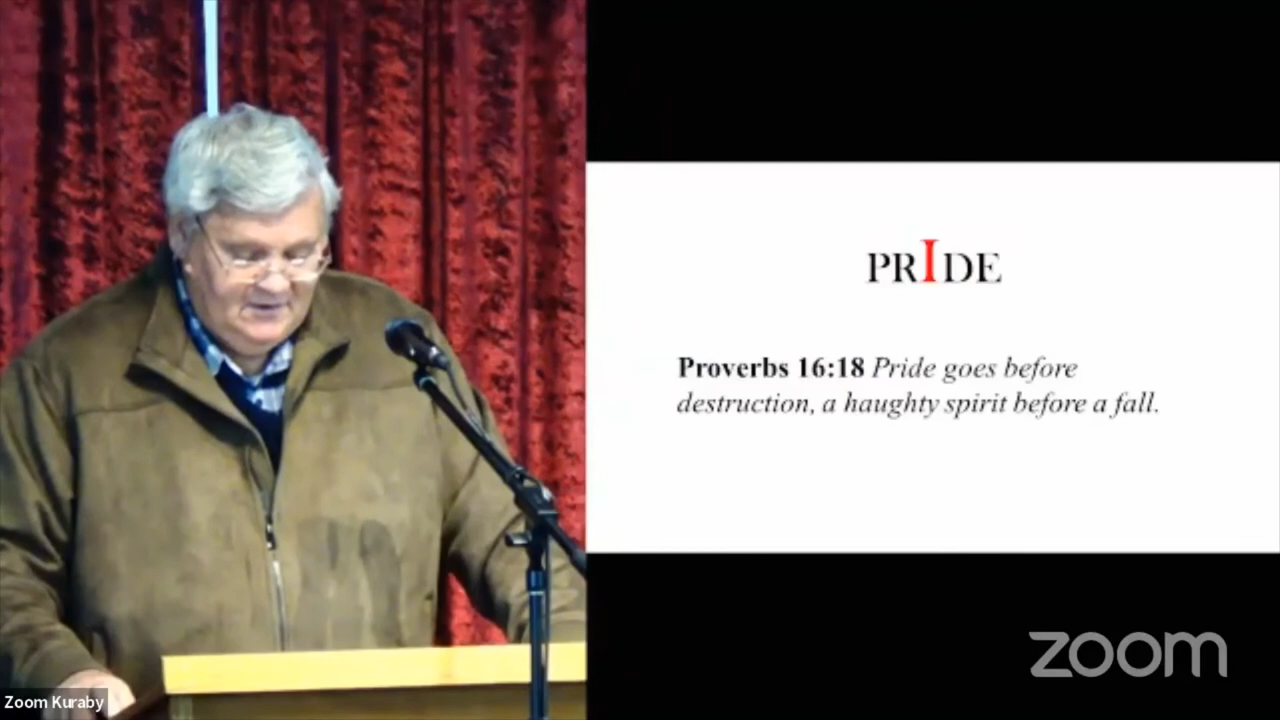 PRIDE
Proverbs 16:18 Pride goes before
destruction, a haughty spirit before a fall.
zoom
Zoom Kuraby